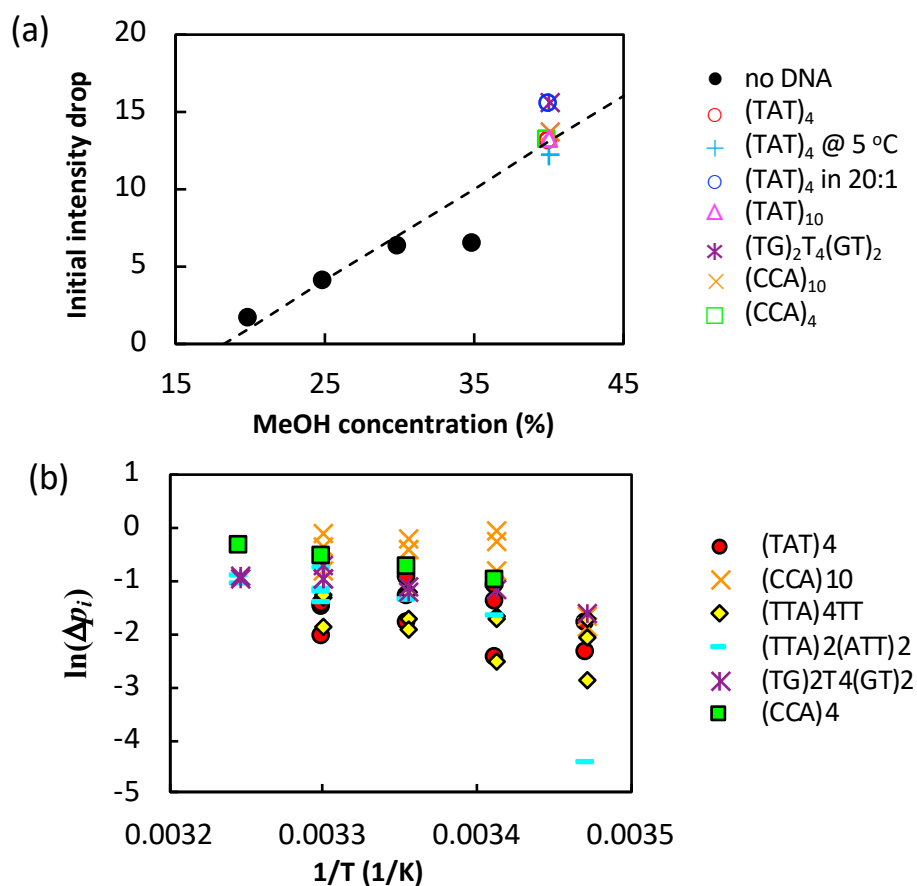 (a)
20
15
10
5
0
15 25 35 45
Initial intensity drop
MeOH concentration (%)
no DNA
(TAT)₄
(TAT)₄ @ 5 ᵒC
(TAT)₄ in 20:1
(TAT)₁₀
(TG)₂T₄(GT)₂
(CCA)₁₀
(CCA)₄
(b)
1
0
-1
-2
-3
-4
-5
0.0032 0.0033 0.0034 0.0035
ln(Δpᵢ)
1/T (1/K)
(TAT)4
(CCA)10
(TTA)4TT
(TTA)2(ATT)2
(TG)2T4(GT)2
(CCA)4